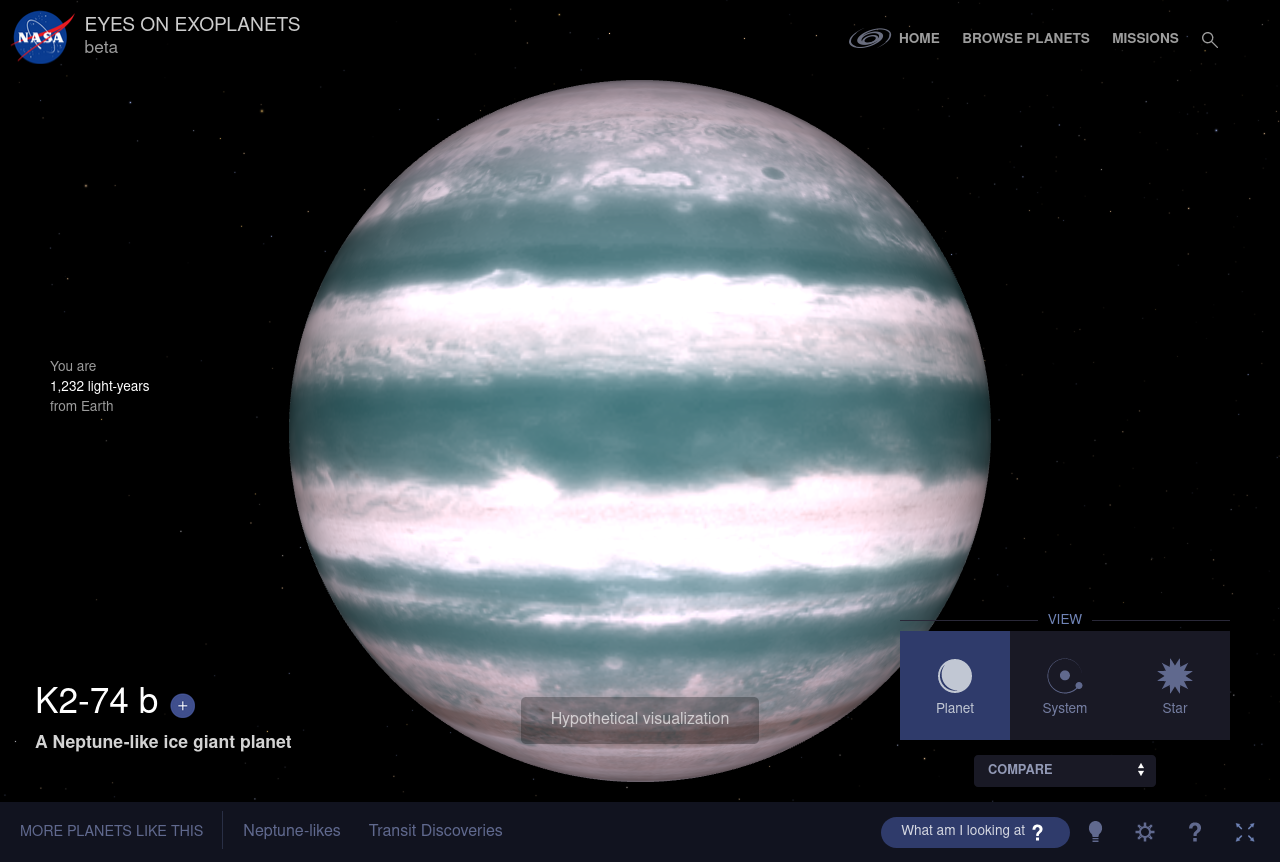 NASA
EYES ON EXOPLANETS
beta
HOME
BROWSE PLANETS
MISSIONS
You are
1,232 light-years
from Earth
VIEW
Planet
System
Star
K2-74 b +
A Neptune-like ice giant planet
Hypothetical visualization
COMPARE
MORE PLANETS LIKE THIS
Neptune-likes
Transit Discoveries
What am I looking at ?
?